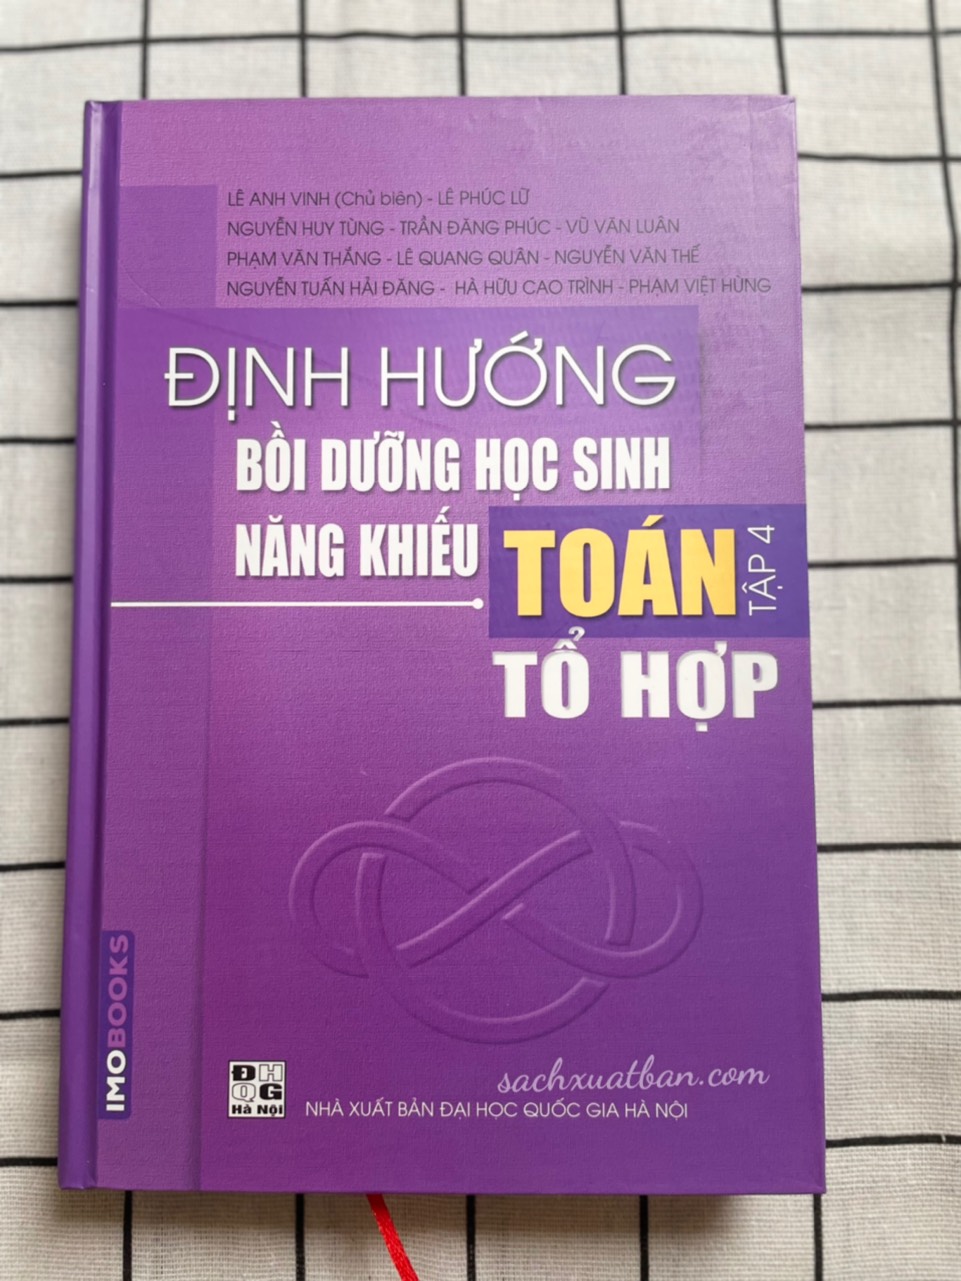 LÊ ANH VINH (Chủ biên) - LÊ PHÚC LỮ
NGUYỄN HUY TÙNG - TRẦN ĐĂNG PHÚC - VŨ VĂN LUÂN
PHẠM VĂN THẮNG - LÊ QUANG QUÂN - NGUYỄN VĂN THẾ
NGUYỄN TUẤN HẢI ĐĂNG - HÀ HỮU CAO TRÌNH - PHẠM VIỆT HÙNG
ĐỊNH HƯỚNG
BỒI DƯỠNG HỌC SINH
NĂNG KHIẾU
TOÁN
TẬP 4
TỔ HỢP
IMOBOOKS
ĐH
QG
Hà Nội
sachxuatban.com
NHÀ XUẤT BẢN ĐẠI HỌC QUỐC GIA HÀ NỘI